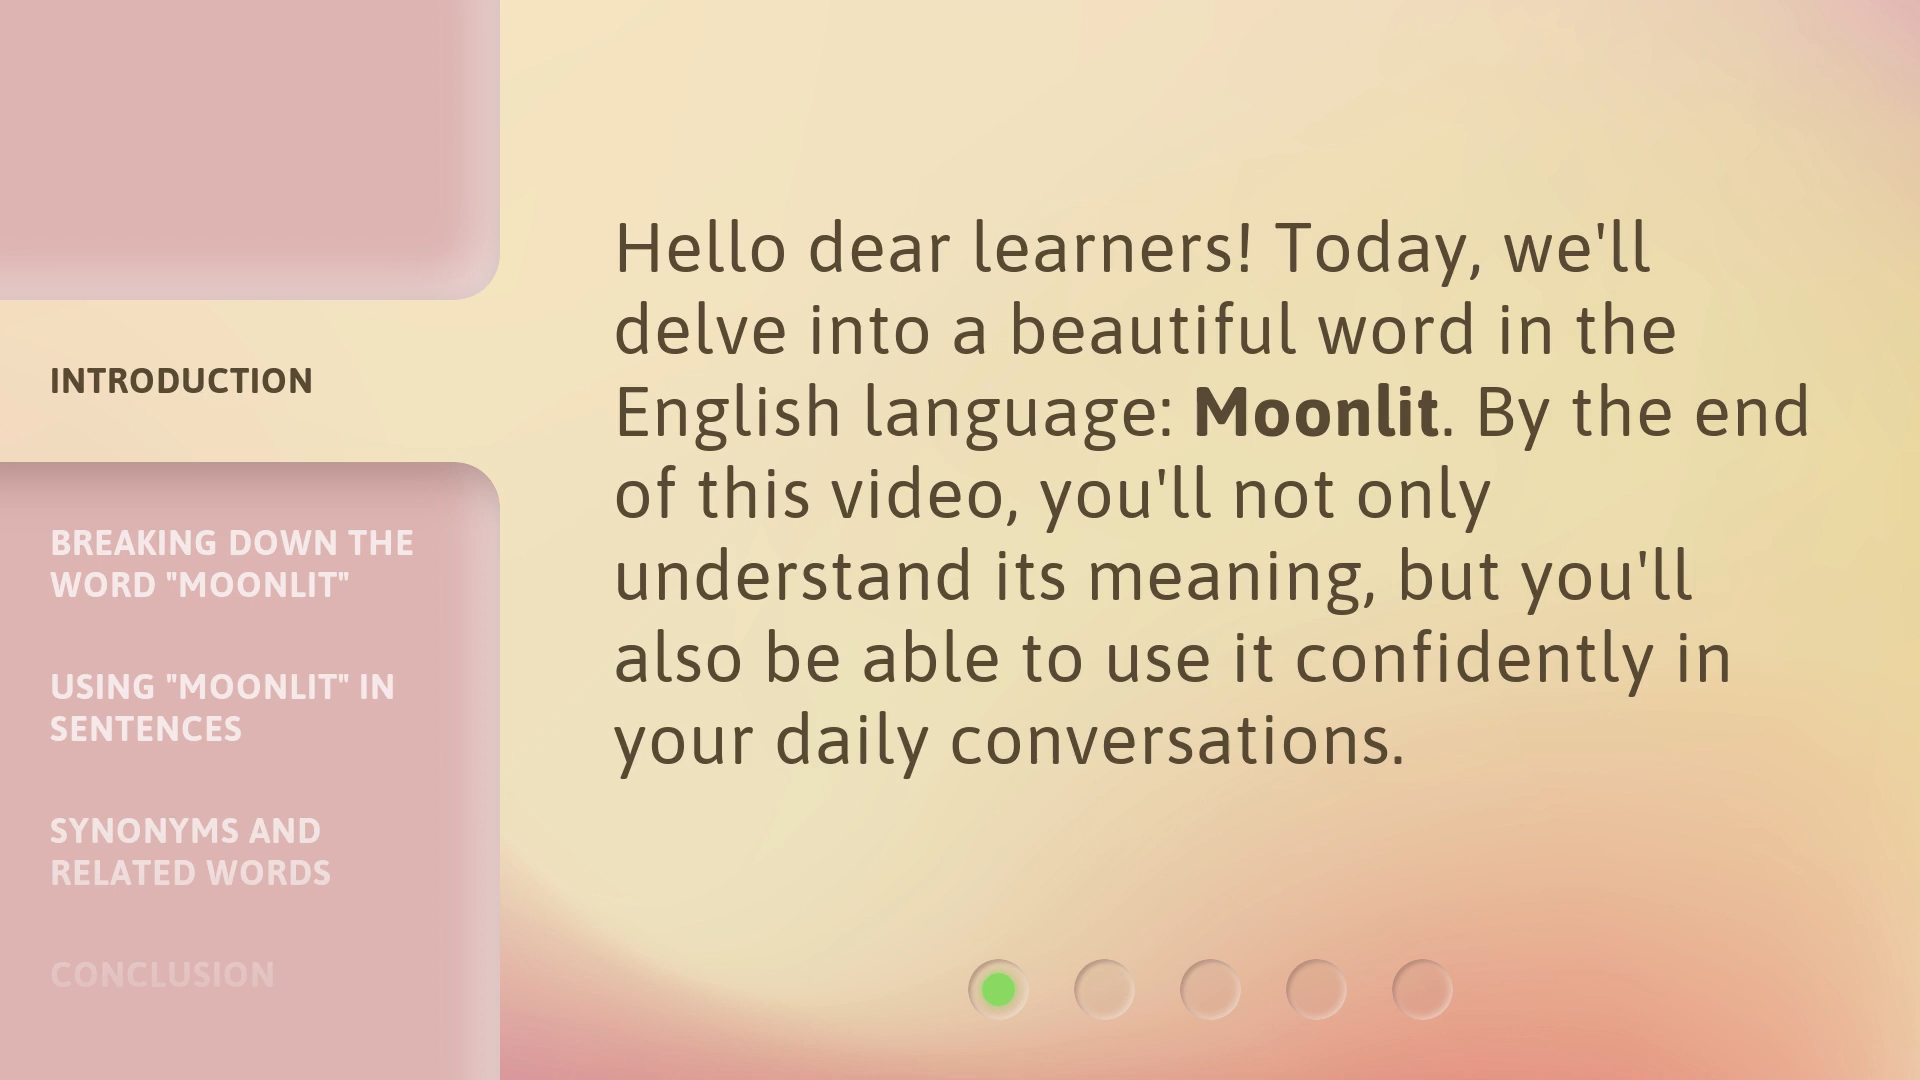 INTRODUCTION
BREAKING DOWN THE
WORD "MOONLIT"
USING "MOONLIT" IN
SENTENCES
SYNONYMS AND
RELATED WORDS
CONCLUSION
Hello dear learners! Today, we'll
delve into a beautiful word in the
English language: Moonlit. By the end
of this video, you'll not only
understand its meaning, but you'll
also be able to use it confidently in
your daily conversations.